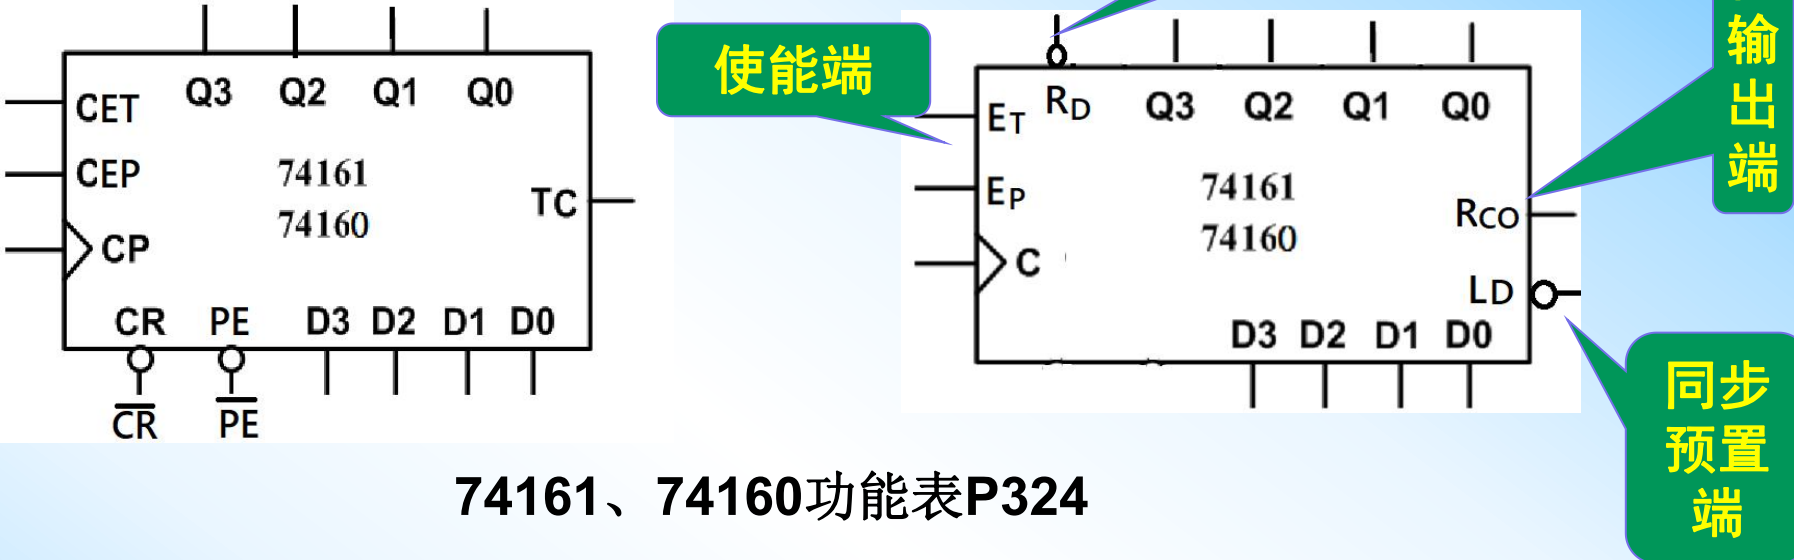 Q3 Q2 Q1 Q0
CET
CEP
CP
74161
74160
TC
CR PE D3 D2 D1 D0
CR PE
使能端
RD Q3 Q2 Q1 Q0
ET
EP
C
74161
74160
RCO
LD
D3 D2 D1 D0
输出端
同步
预置
端
74161、74160功能表P324